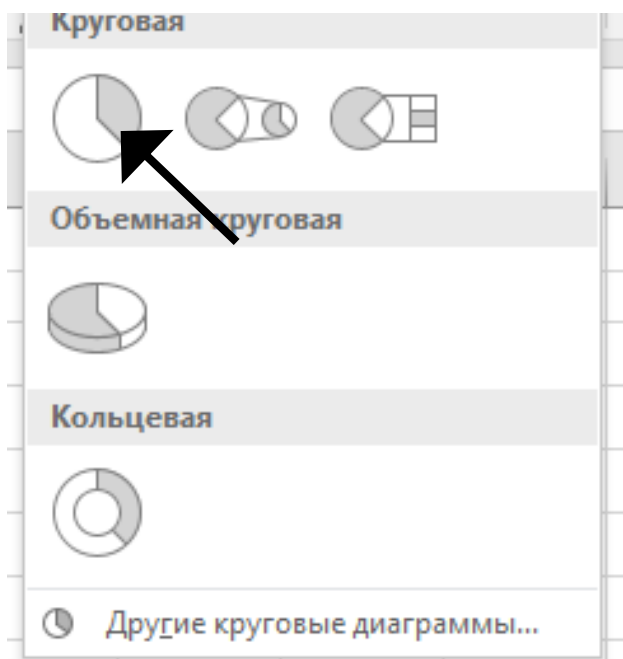 Круговая
Объемная круговая
Кольцевая
Другие круговые диаграммы...